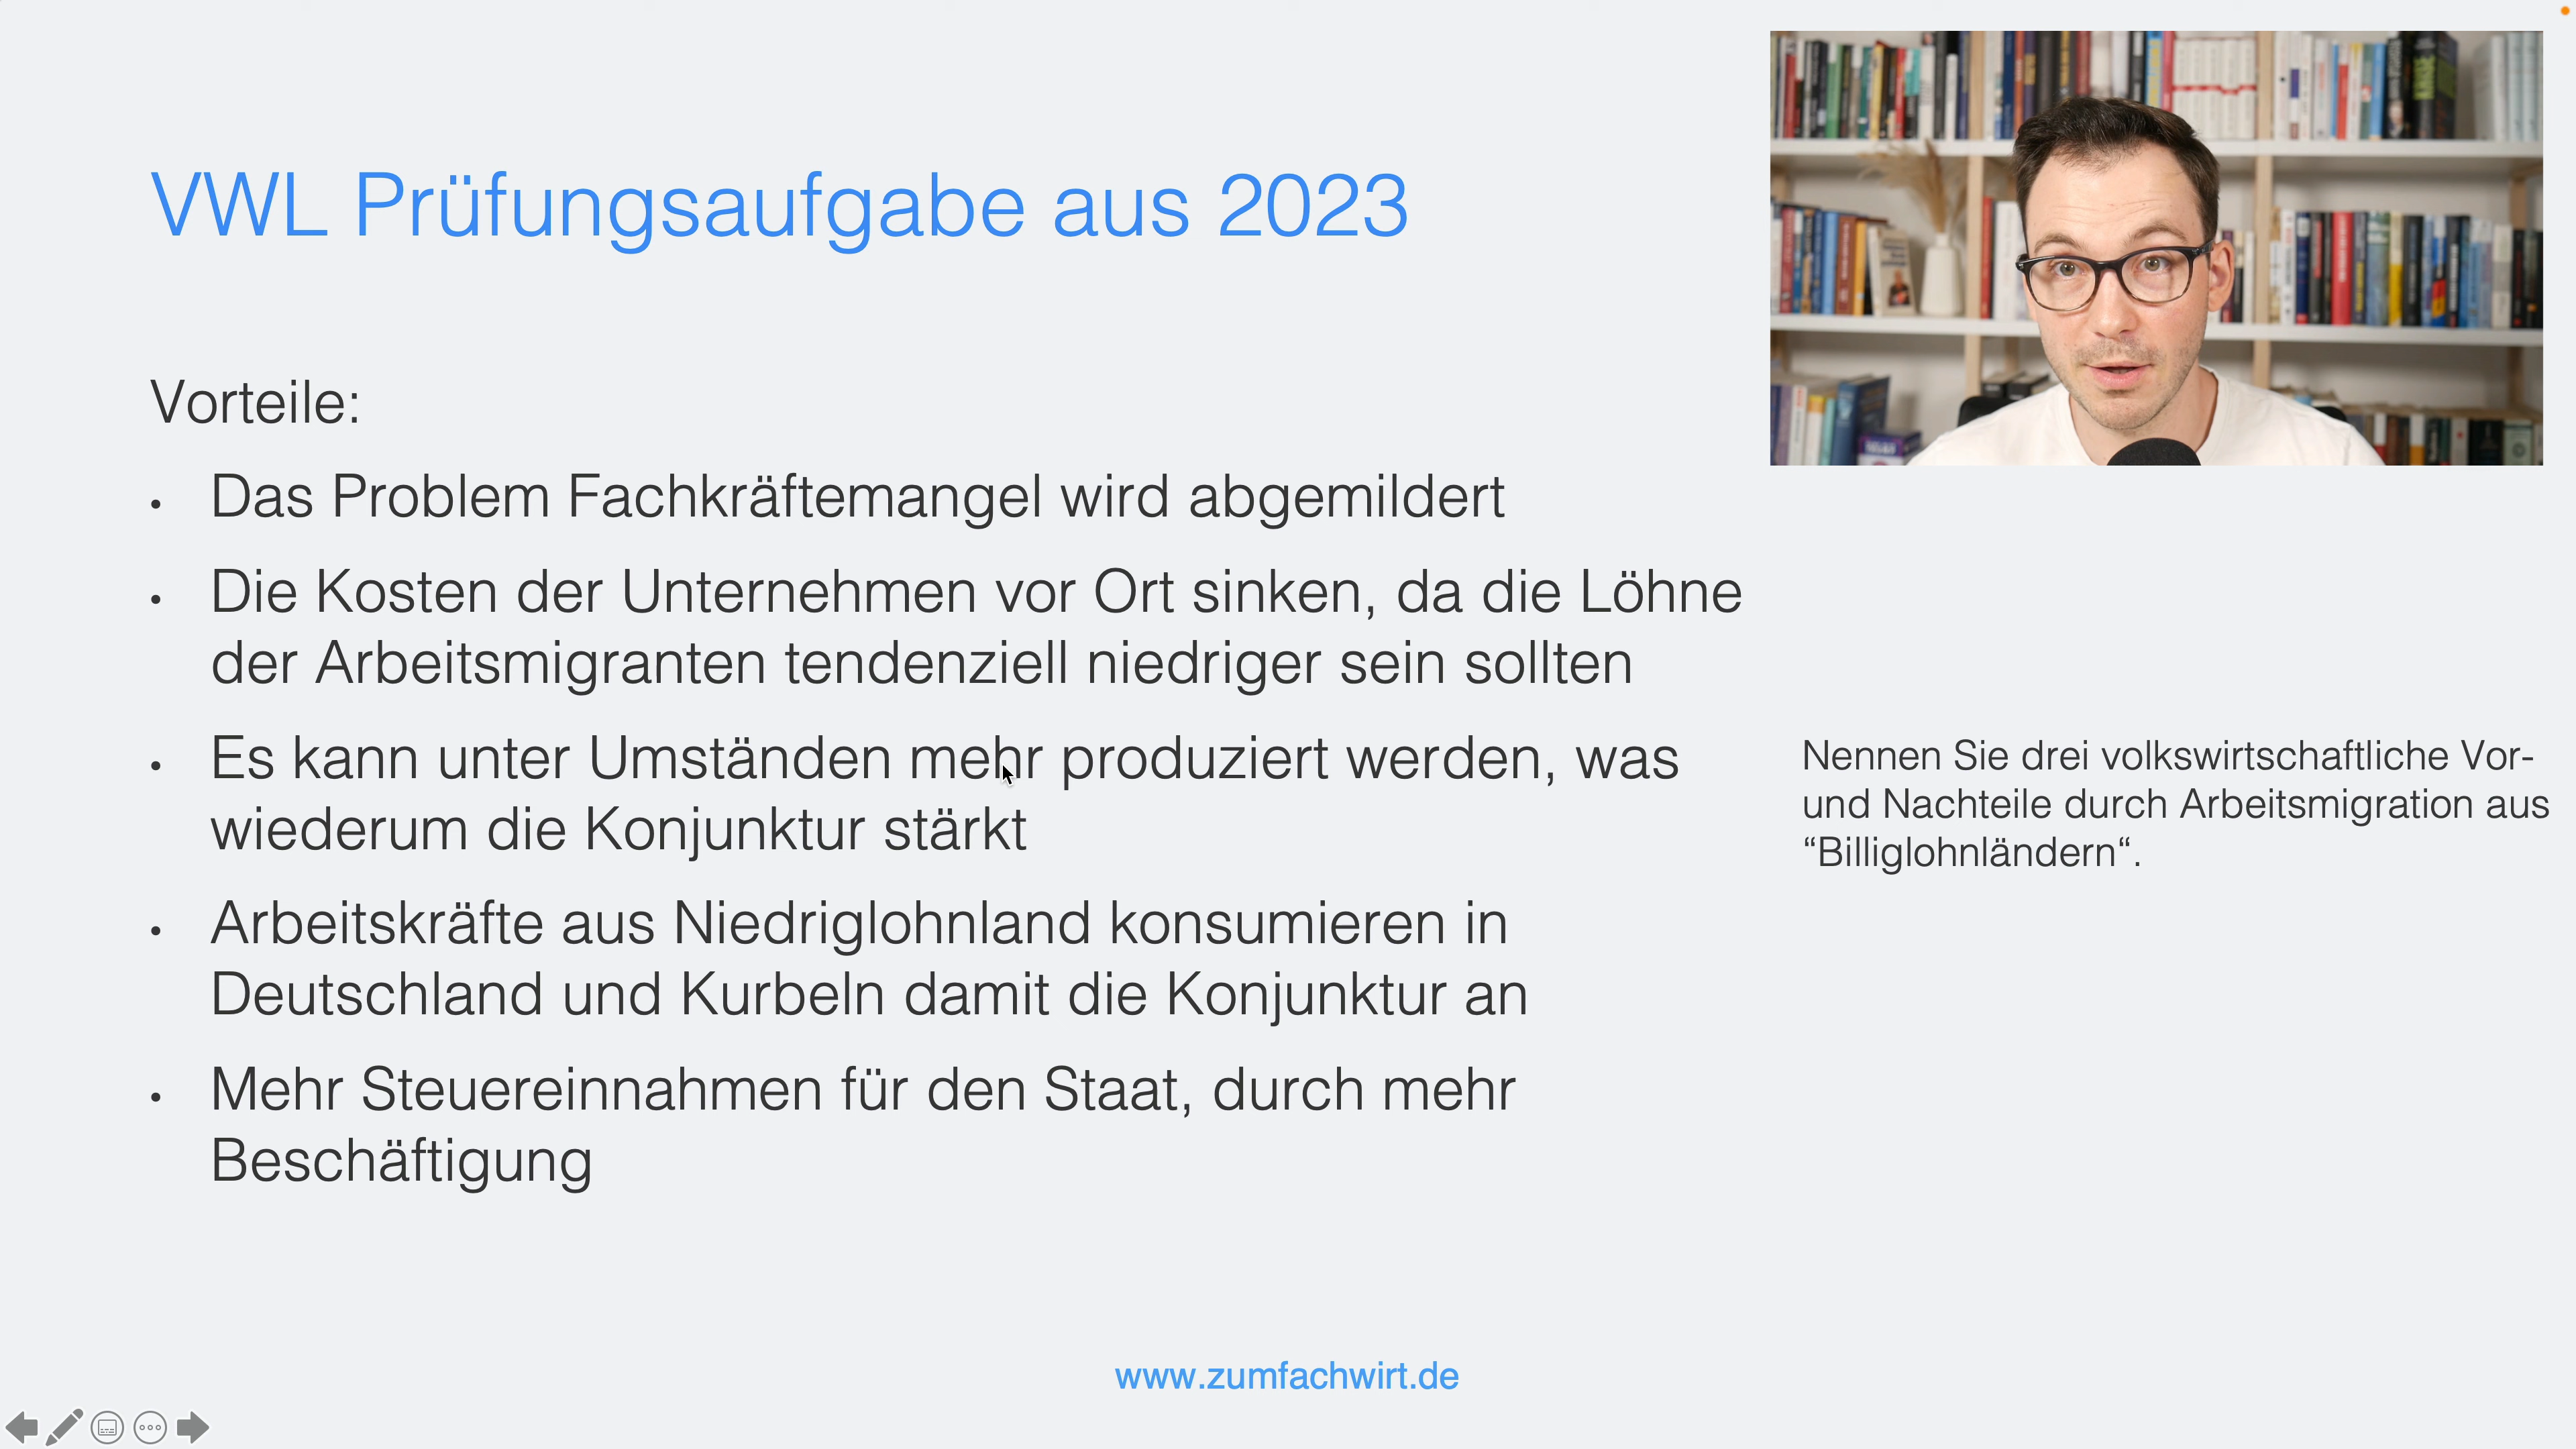 VWL Prüfungsaufgabe aus 2023
Vorteile:
• Das Problem Fachkräftemangel wird abgemildert
• Die Kosten der Unternehmen vor Ort sinken, da die Löhne
der Arbeitsmigranten tendenziell niedriger sein sollten
• Es kann unter Umständen mehr produziert werden, was
wiederum die Konjunktur stärkt
• Arbeitskräfte aus Niedriglohnland konsumieren in
Deutschland und Kurbeln damit die Konjunktur an
• Mehr Steuereinnahmen für den Staat, durch mehr
Beschäftigung
Nennen Sie drei volkswirtschaftliche Vor-
und Nachteile durch Arbeitsmigration aus
“Billiglohnländern“.
www.zumfachwirt.de